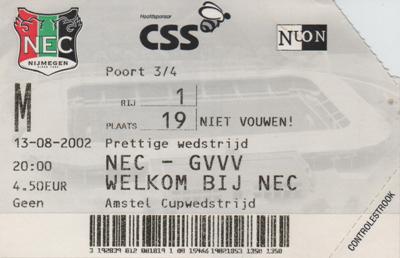 NEC
NIJMEGEN
Hoofdsponsor
CSS
NUON
Poort 3/4
M
RIJ 1
PLAATS 19 NIET VOUWEN!
13-08-2002 Prettige wedstrijd
20:00 NEC - GVVV
4.50EUR WELKOM BIJ NEC
Geen Amstel Cupwedstrijd
CONTROLESTROOK